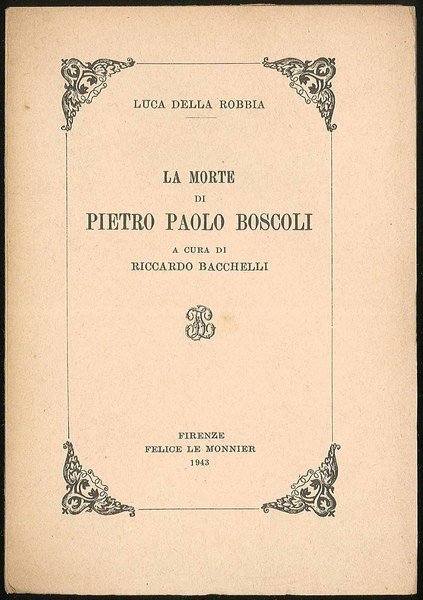 LUCA DELLA ROBBIA
LA MORTE
DI
PIETRO PAOLO BOSCOLI
A CURA DI
RICCARDO BACCHELLI
FIRENZE
FELICE LE MONNIER
1943